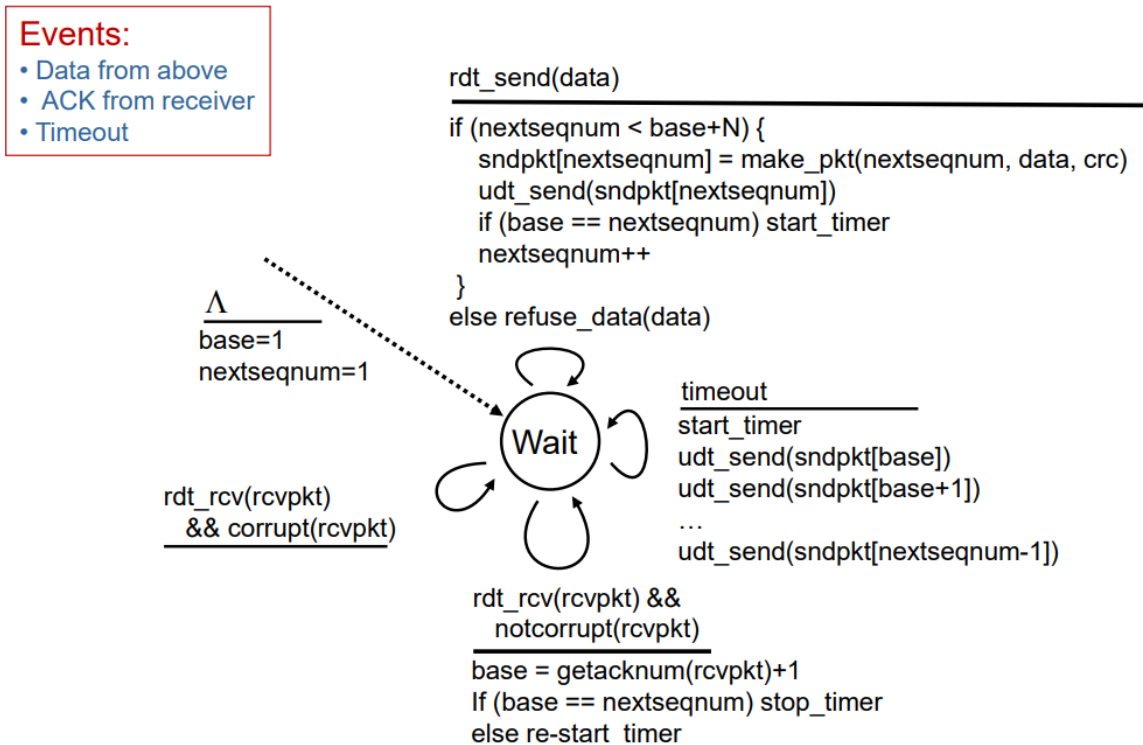 Events:
• Data from above
• ACK from receiver
• Timeout
rdt_send(data)
if (nextseqnum < base+N) {
sndpkt[nextseqnum] = make_pkt(nextseqnum, data, crc)
udt_send(sndpkt[nextseqnum])
if (base == nextseqnum) start_timer
nextseqnum++
}
else refuse_data(data)
Λ
base=1
nextseqnum=1
Wait
timeout
start_timer
udt_send(sndpkt[base])
udt_send(sndpkt[base+1])
…
udt_send(sndpkt[nextseqnum-1])
rdt_rcv(rcvpkt)
&& corrupt(rcvpkt)
rdt_rcv(rcvpkt) &&
notcorrupt(rcvpkt)
base = getacknum(rcvpkt)+1
If (base == nextseqnum) stop_timer
else re-start_timer